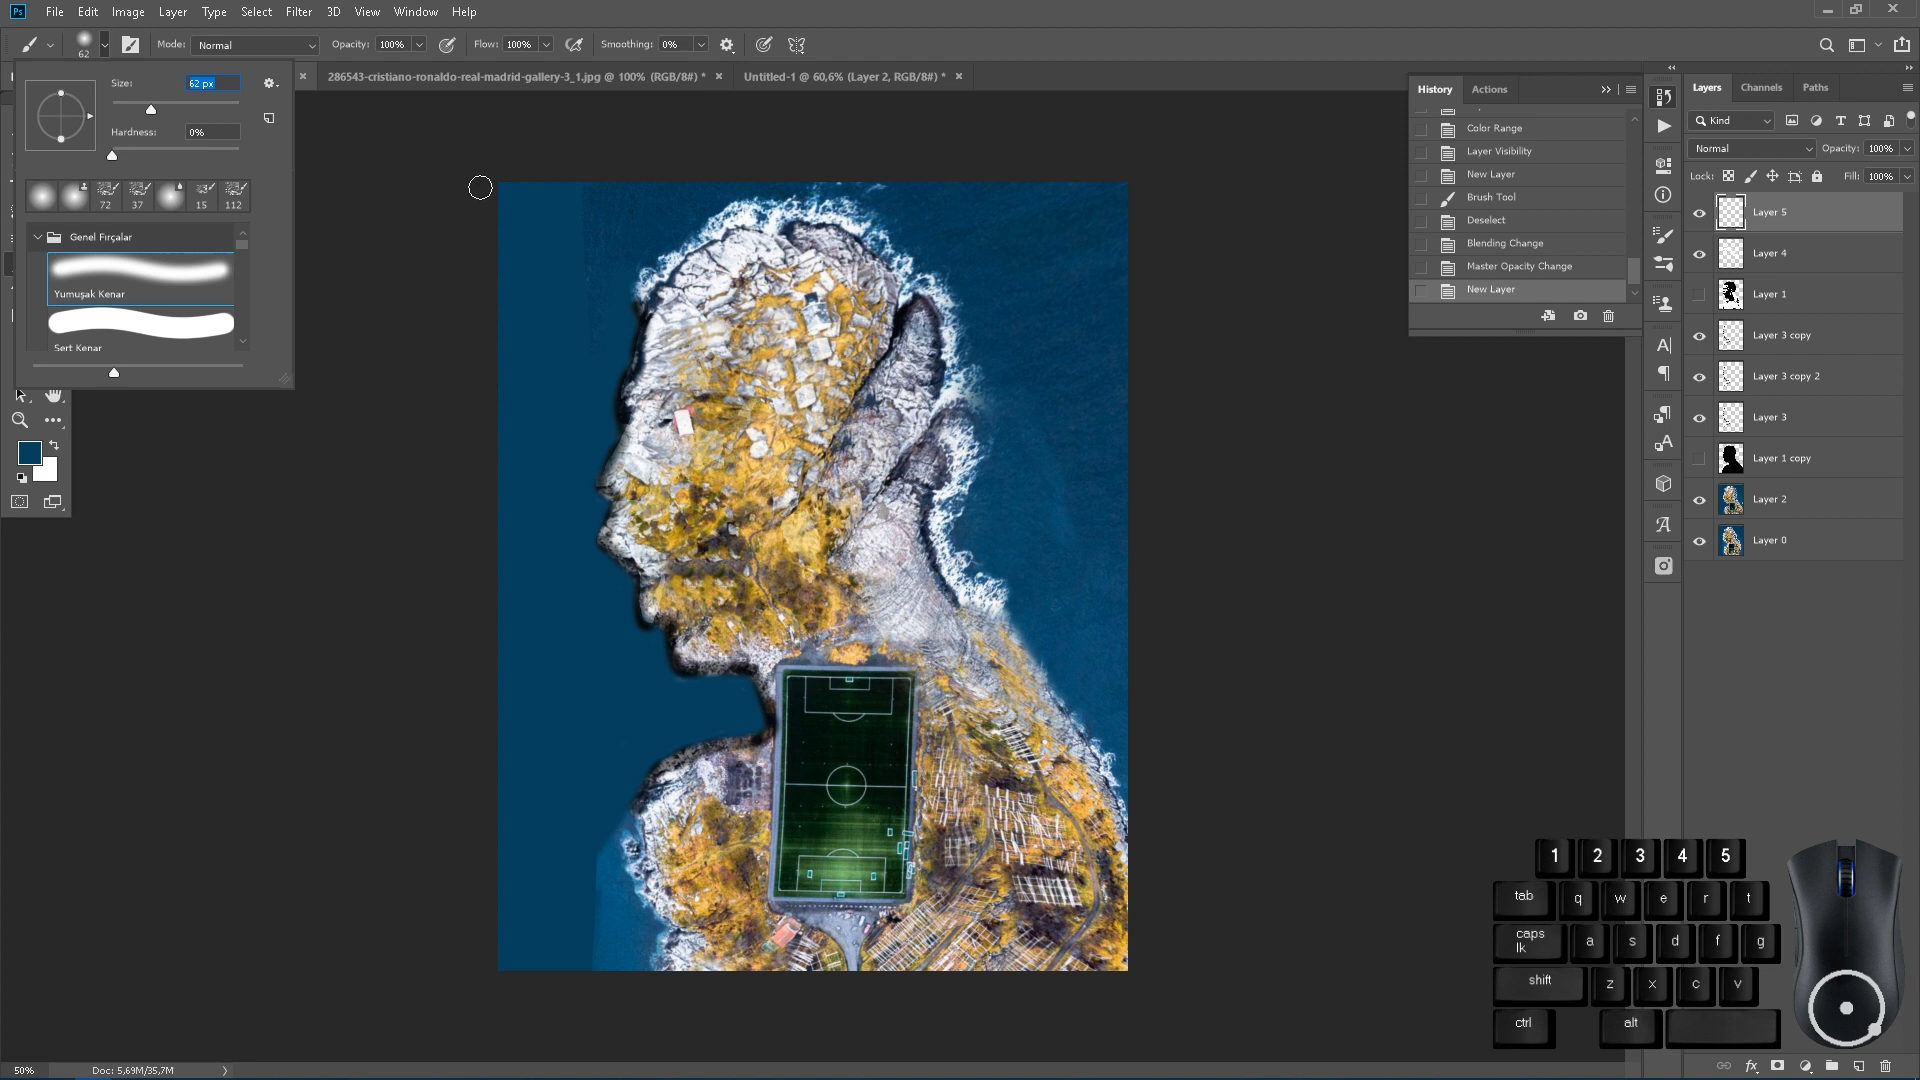 Ps File Edit Image Layer Type Select Filter 3D View Window Help
62 Mode: Normal Opacity: 100% Flow: 100% Smoothing: 0%
286543-cristiano-ronaldo-real-madrid-gallery-3_1.jpg @ 100% (RGB/8#) * Untitled-1 @ 60,6% (Layer 2, RGB/8#) *
Size: 62 px
Hardness: 0%
72 37 15 112
Genel Fırçalar
Yumuşak Kenar
Sert Kenar
History Actions
Color Range
Layer Visibility
New Layer
Brush Tool
Deselect
Blending Change
Master Opacity Change
New Layer
Layers Channels Paths
Kind
Normal Opacity: 100%
Lock: Fill: 100%
Layer 5
Layer 4
Layer 1
Layer 3 copy
Layer 3 copy 2
Layer 3
Layer 1 copy
Layer 2
Layer 0
1 2 3 4 5
tab q w e r t
caps lk a s d f g
shift z x c v
ctrl alt
50% Doc: 5,69M/35,7M